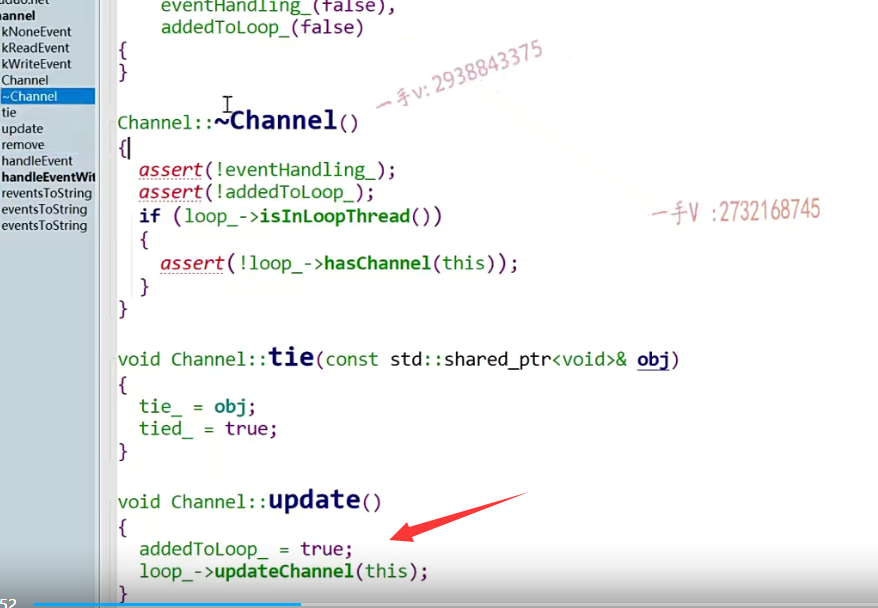 hannel
kNoneEvent
kReadEvent
kWriteEvent
Channel
~Channel
tie
update
remove
handleEvent
handleEventWit
reventsToString
eventsToString
eventsToString
eventHandling_(false),
addedToLoop_(false)
{
}
一手v:2938843375
Channel::~Channel()
{
assert(!eventHandling_);
assert(!addedToLoop_);
if (loop_->isInLoopThread())
一手V :2732168745
{
assert(!loop_->hasChannel(this));
}
}
void Channel::tie(const std::shared_ptr<void>& obj)
{
tie_ = obj;
tied_ = true;
}
void Channel::update()
{
addedToLoop_ = true;
loop_->updateChannel(this);
}
52